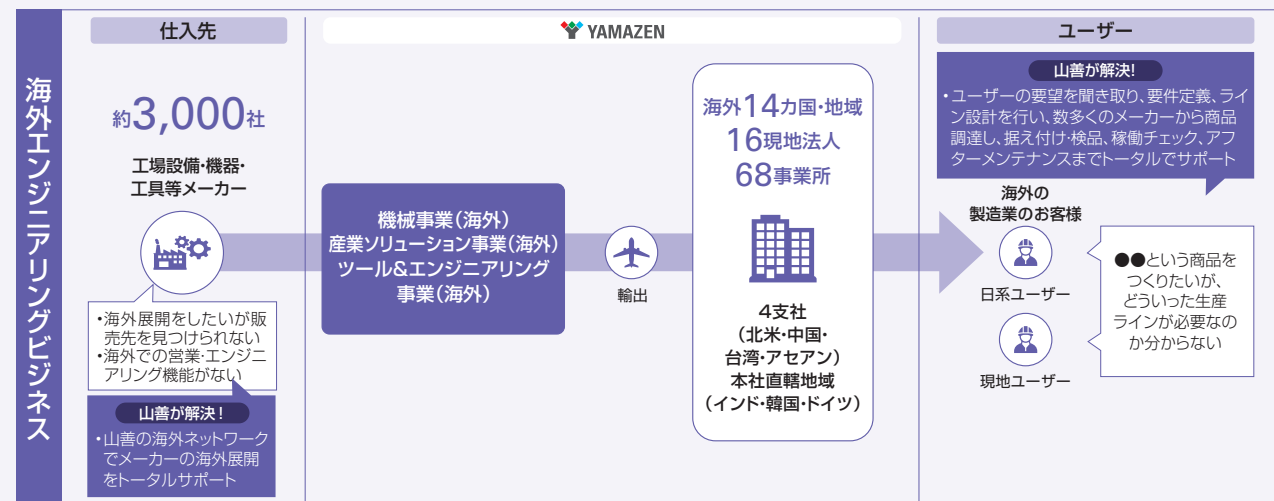 海外エンジニアリングビジネス
仕入先
約3,000社
工場設備・機器・
工具等メーカー
・海外展開をしたいが販
売先を見つけられない
・海外での営業・エンジニ
アリング機能がない
山善が解決！
・山善の海外ネットワーク
でメーカーの海外展開
をトータルサポート
YAMAZEN
機械事業（海外）
産業ソリューション事業（海外）
ツール&エンジニアリング
事業（海外）
輸出
海外14カ国・地域
16現地法人
68事業所
4支社
（北米・中国・
台湾・アセアン）
本社直轄地域
（インド・韓国・ドイツ）
ユーザー
山善が解決！
・ユーザーの要望を聞き取り、要件定義、ライ
ン設計を行い、数多くのメーカーから商品
調達し、据え付け・検品、稼働チェック、アフ
ターメンテナンスまでトータルでサポート
海外の
製造業のお客様
日系ユーザー
現地ユーザー
●●という商品を
つくりたいが、
どういった生産
ラインが必要なの
か分からない